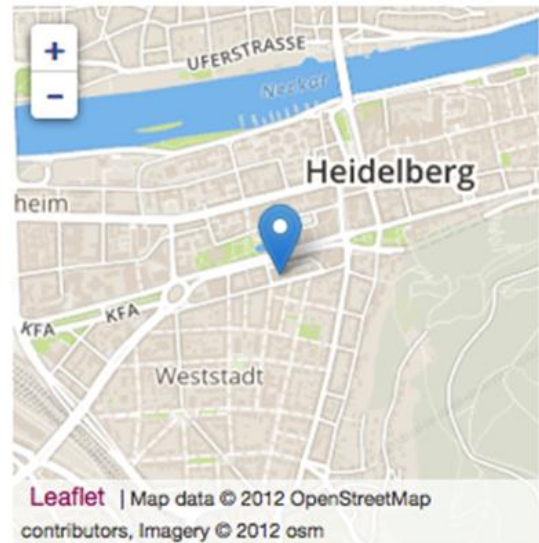 +
UFERSTRASSE
Neckar
−
Heidelberg
heim
KFA
KFA
Weststadt
Leaflet | Map data © 2012 OpenStreetMap
contributors, Imagery © 2012 osm